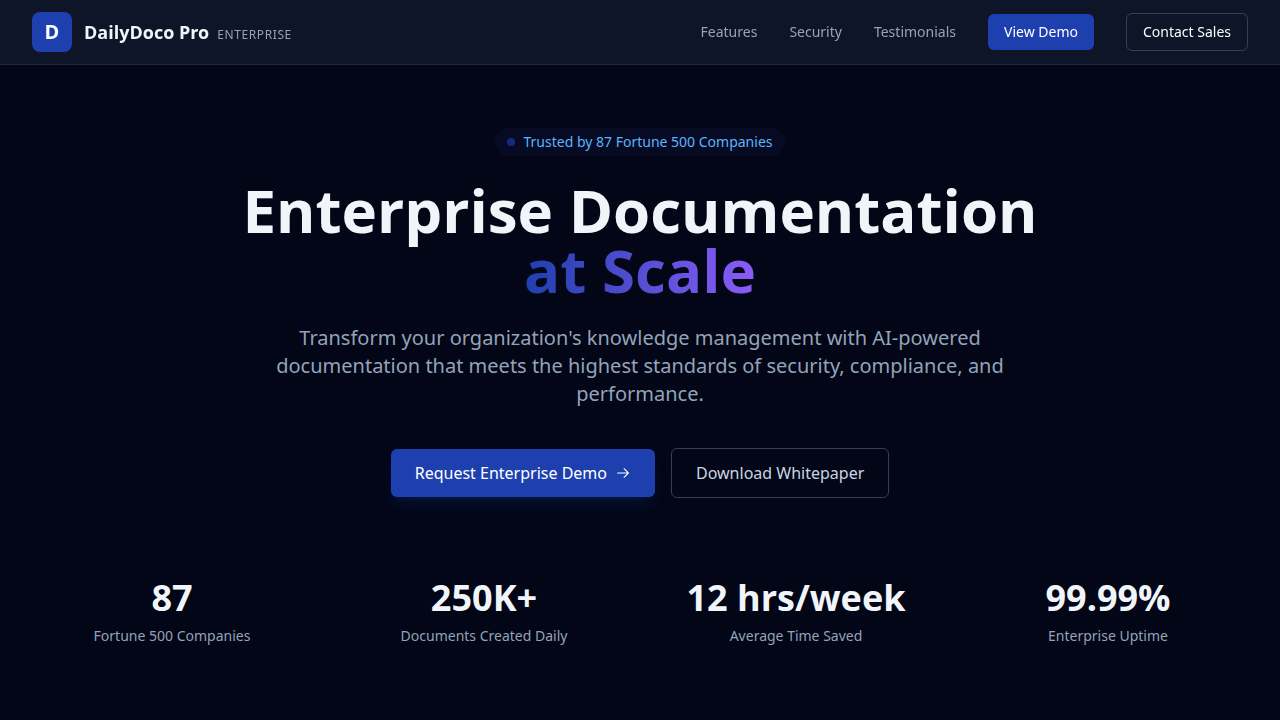 D DailyDoco Pro ENTERPRISE Features Security Testimonials View Demo Contact Sales
Trusted by 87 Fortune 500 Companies
Enterprise Documentation
at Scale
Transform your organization's knowledge management with AI-powered
documentation that meets the highest standards of security, compliance, and
performance.
Request Enterprise Demo → Download Whitepaper
87 250K+ 12 hrs/week 99.99%
Fortune 500 Companies Documents Created Daily Average Time Saved Enterprise Uptime